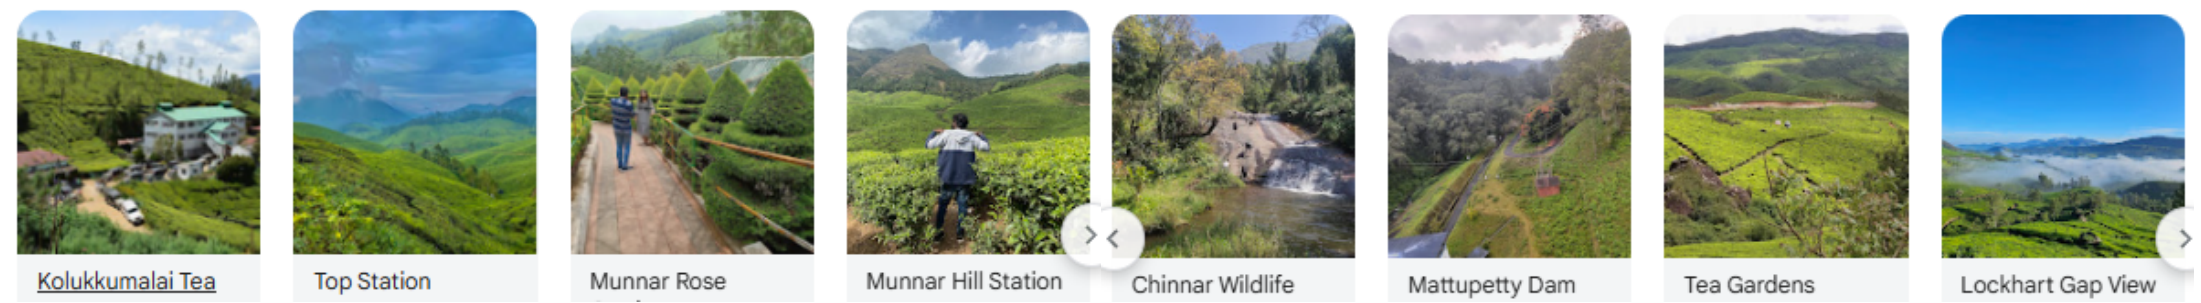 Kolukkumalai Tea
Top Station
Munnar Rose
Munnar Hill Station
Chinnar Wildlife
Mattupetty Dam
Tea Gardens
Lockhart Gap View